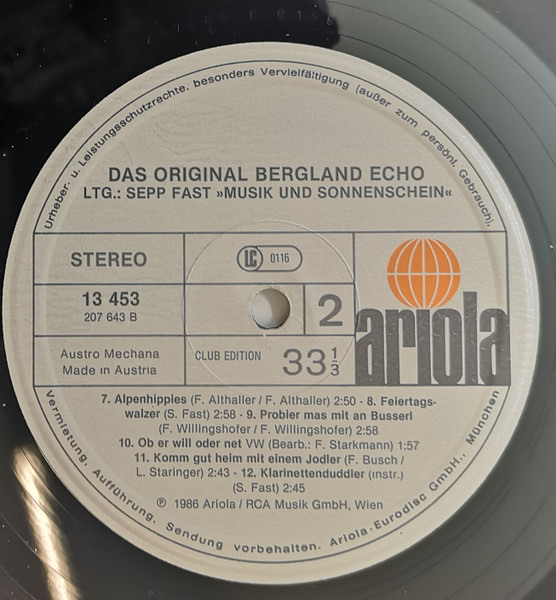 Urheber- u. Leistungsschutzrechte, besonders Vervielfältigung (außer zum persönl. Gebrauch),
DAS ORIGINAL BERGLAND ECHO
LTG.: SEPP FAST »MUSIK UND SONNENSCHEIN«
STEREO
LC 0116
13 453
207 643 B
2
ariola
Austro Mechana
Made in Austria
CLUB EDITION 33 1/3
7. Alpenhippies (F. Althaller / F. Althaller) 2:50 - 8. Feiertags-
walzer (S. Fast) 2:58 - 9. Probier mas mit an Busserl
(F. Willingshofer / F. Willingshofer) 2:58
10. Ob er will oder net VW (Bearb.: F. Starkmann) 1:57
11. Komm gut heim mit einem Jodler (F. Busch /
L. Staringer) 2:43 - 12. Klarinettenduddler (instr.)
(S. Fast) 2:45
℗ 1986 Ariola / RCA Musik GmbH, Wien
Vermietung, Aufführung, Sendung vorbehalten. Ariola-Eurodisc GmbH., München